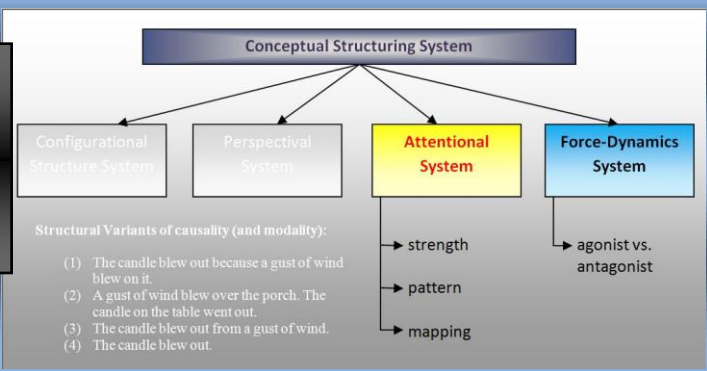 Conceptual Structuring System
Configurational
Structure System
Perspectival
System
Attentional
System
Force-Dynamics
System
strength
pattern
mapping
agonist vs.
antagonist
Structural Variants of causality (and modality):
(1) The candle blew out because a gust of wind
blew on it.
(2) A gust of wind blew over the porch. The
candle on the table went out.
(3) The candle blew out from a gust of wind.
(4) The candle blew out.